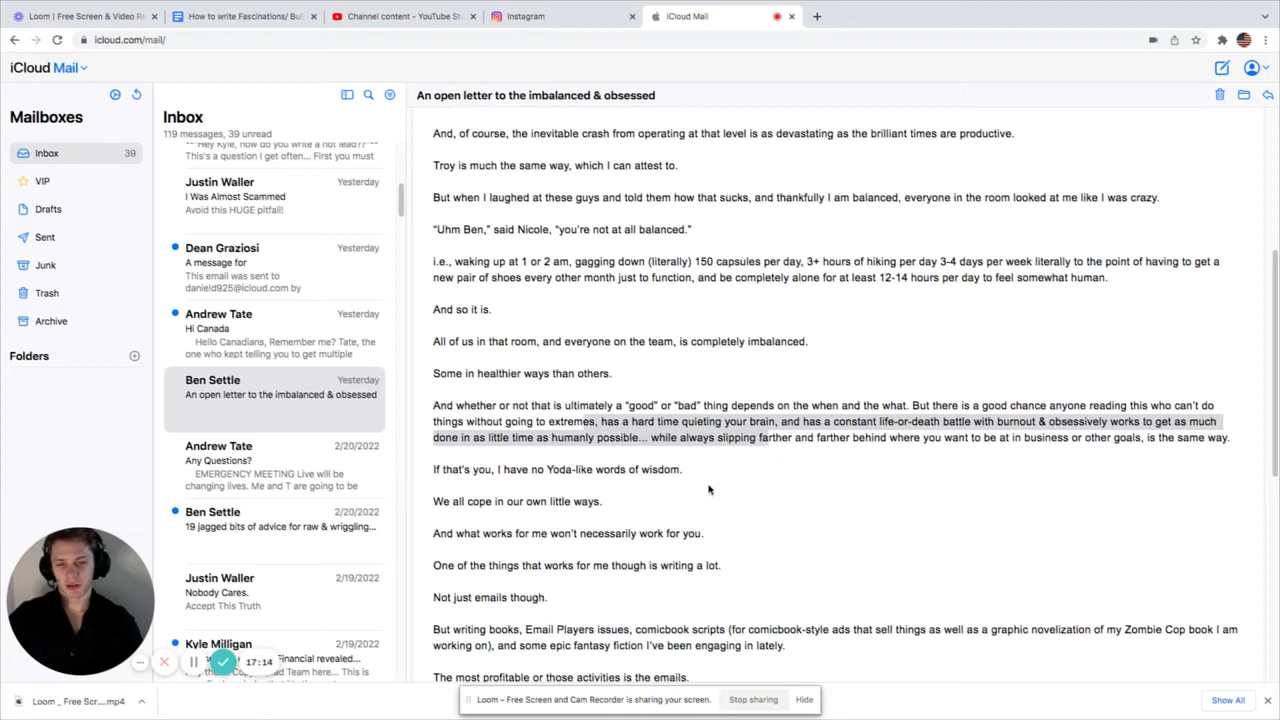 Loom | Free Screen & Video Re
How to write Fascinations/ Bul
Channel content - YouTube St
Instagram
iCloud Mail
icloud.com/mail/
iCloud Mail
Mailboxes
Inbox 39
VIP
Drafts
Sent
Junk
Trash
Archive
Folders
Inbox
119 messages, 39 unread
Hey Kyle, how do you write a hot lead??
This's a question I get often... First you must
Justin Waller Yesterday
I Was Almost Scammed
Avoid this HUGE pitfall!
Dean Graziosi Yesterday
A message for
This email was sent to
danield925@icloud.com by
Andrew Tate Yesterday
Hi Canada
Hello Canadians, Remember me? Tate, the
one who kept telling you to get multiple
Ben Settle Yesterday
An open letter to the imbalanced & obsessed
Andrew Tate 2/20/2022
Any Questions?
EMERGENCY MEETING Live will be
changing lives. Me and T are going to be
Ben Settle 2/20/2022
19 jagged bits of advice for raw & wriggling...
Justin Waller 2/19/2022
Nobody Cares.
Accept This Truth
Kyle Milligan 2/19/2022
Financial revealed...
Team Here... This is
An open letter to the imbalanced & obsessed
And, of course, the inevitable crash from operating at that level is as devastating as the brilliant times are productive.
Troy is much the same way, which I can attest to.
But when I laughed at these guys and told them how that sucks, and thankfully I am balanced, everyone in the room looked at me like I was crazy.
“Uhm Ben,” said Nicole, “you’re not at all balanced.”
i.e., waking up at 1 or 2 am, gagging down (literally) 150 capsules per day, 3+ hours of hiking per day 3-4 days per week literally to the point of having to get a
new pair of shoes every other month just to function, and be completely alone for at least 12-14 hours per day to feel somewhat human.
And so it is.
All of us in that room, and everyone on the team, is completely imbalanced.
Some in healthier ways than others.
And whether or not that is ultimately a “good” or “bad” thing depends on the when and the what. But there is a good chance anyone reading this who can’t do
things without going to extremes, has a hard time quieting your brain, and has a constant life-or-death battle with burnout & obsessively works to get as much
done in as little time as humanly possible... while always slipping farther and farther behind where you want to be at in business or other goals, is the same way.
If that's you, I have no Yoda-like words of wisdom.
We all cope in our own little ways.
And what works for me won’t necessarily work for you.
One of the things that works for me though is writing a lot.
Not just emails though.
But writing books, Email Players issues, comicbook scripts (for comicbook-style ads that sell things as well as a graphic novelization of my Zombie Cop book I am
working on), and some epic fantasy fiction I’ve been engaging in lately.
The most profitable or those activities is the emails.
17:14
Loom _ Free Scr....mp4
Loom – Free Screen and Cam Recorder is sharing your screen.
Stop sharing
Hide
Show All